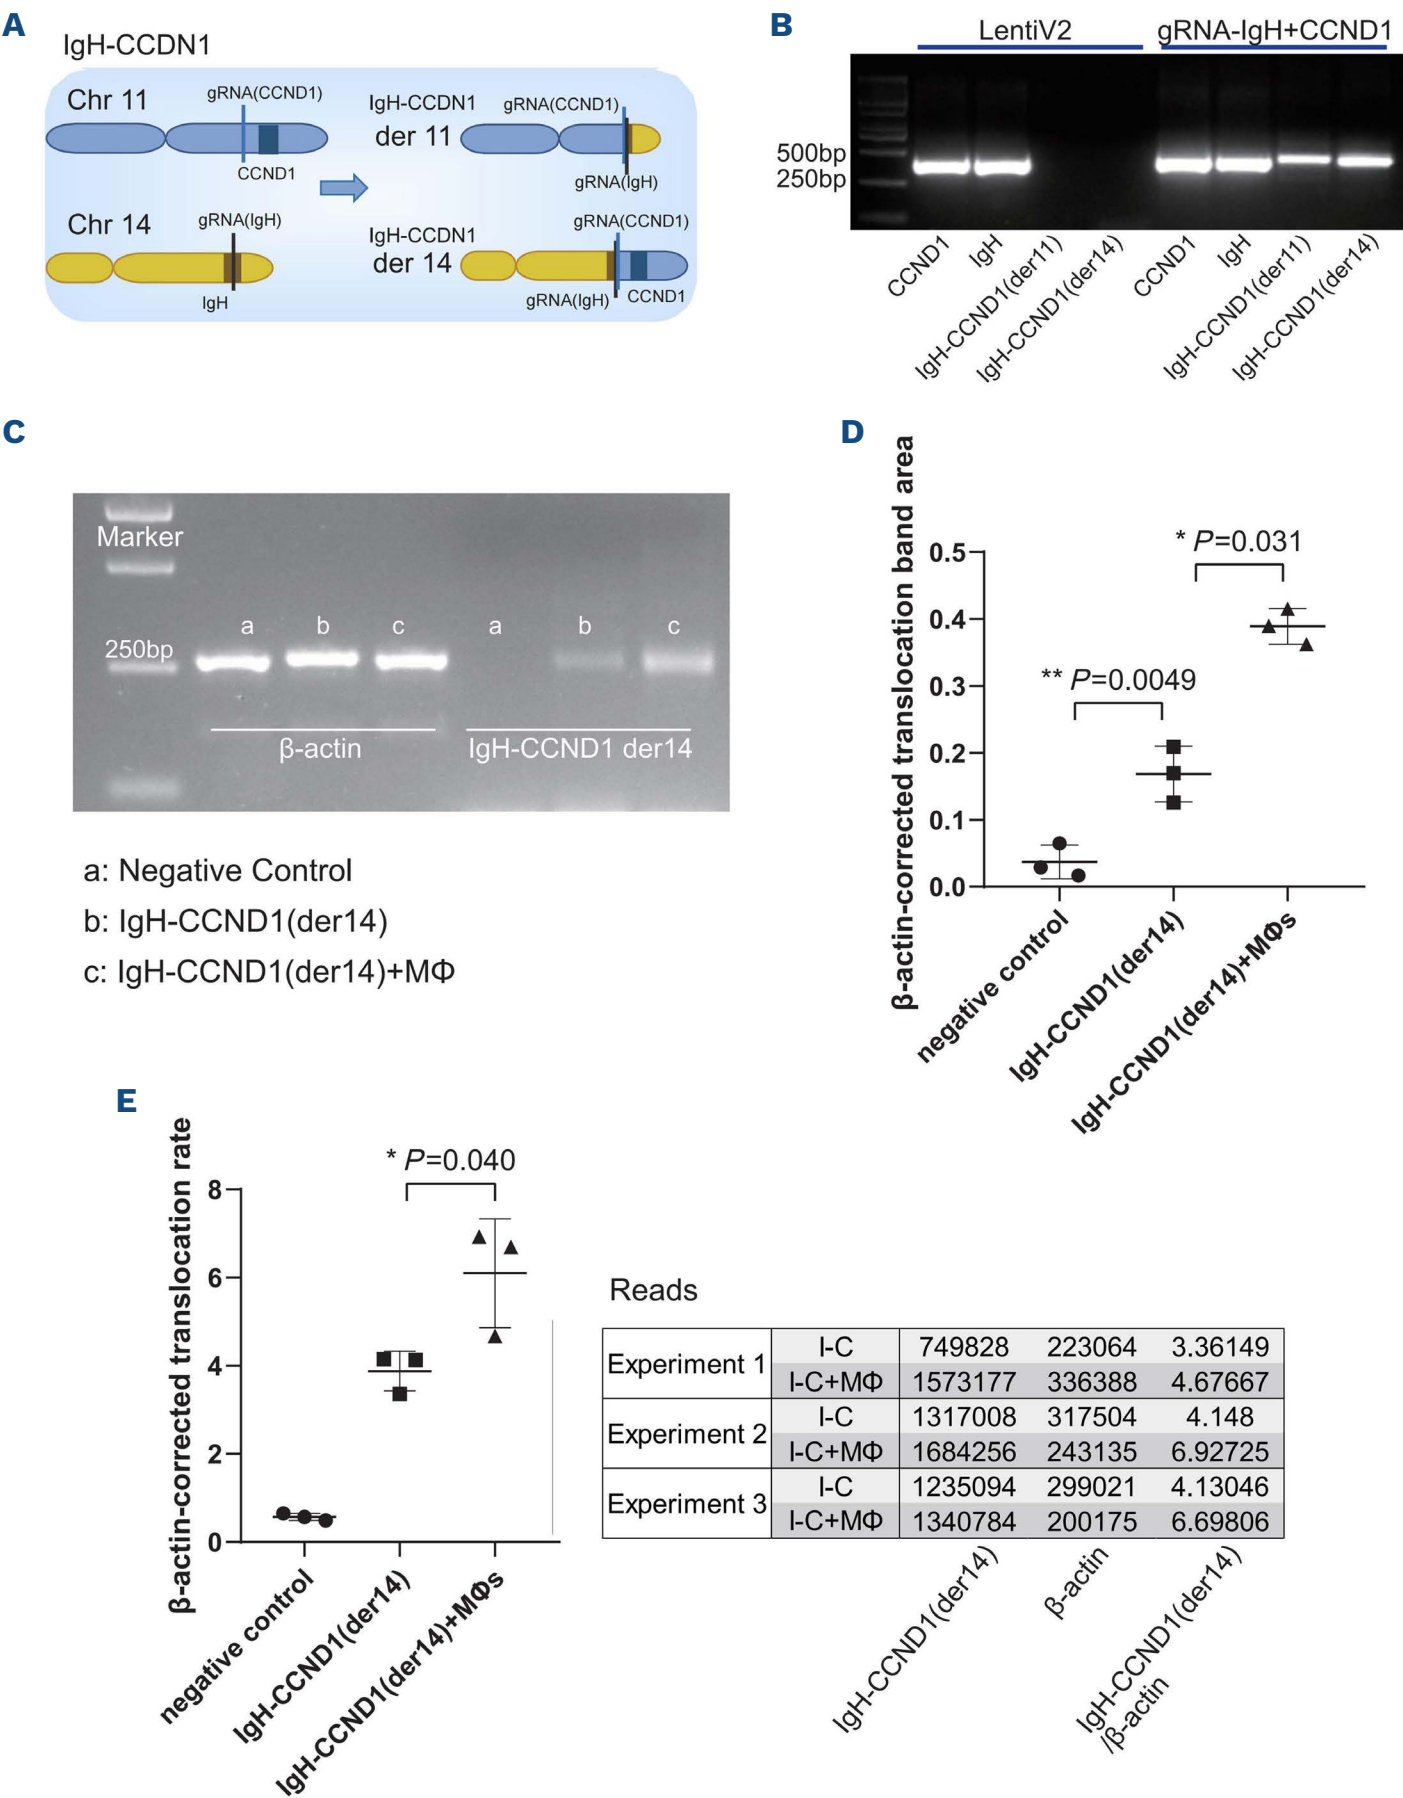 A
IgH-CCDN1
Chr 11
gRNA(CCND1)
CCND1
IgH-CCDN1
der 11
gRNA(CCND1)
gRNA(IgH)
Chr 14
gRNA(IgH)
IgH
IgH-CCDN1
der 14
gRNA(CCND1)
gRNA(IgH)
CCND1
B
LentiV2
gRNA-IgH+CCND1
500bp
250bp
CCND1
IgH
IgH-CCND1(der11)
IgH-CCND1(der14)
CCND1
IgH
IgH-CCND1(der11)
IgH-CCND1(der14)
C
Marker
250bp
a b c a b c
β-actin
IgH-CCND1 der14
a: Negative Control
b: IgH-CCND1(der14)
c: IgH-CCND1(der14)+MΦ
D
β-actin-corrected translocation band area
0.5
0.4
0.3
0.2
0.1
0.0
* P=0.031
** P=0.0049
negative control
IgH-CCND1(der14)
IgH-CCND1(der14)+MΦs
E
β-actin-corrected translocation rate
8
6
4
2
0
* P=0.040
negative control
IgH-CCND1(der14)
IgH-CCND1(der14)+MΦs
Reads
Experiment 1
I-C 749828 223064 3.36149
I-C+MΦ 1573177 336388 4.67667
Experiment 2
I-C 1317008 317504 4.148
I-C+MΦ 1684256 243135 6.92725
Experiment 3
I-C 1235094 299021 4.13046
I-C+MΦ 1340784 200175 6.69806
IgH-CCND1(der14)
β-actin
IgH-CCND1(der14)
/β-actin